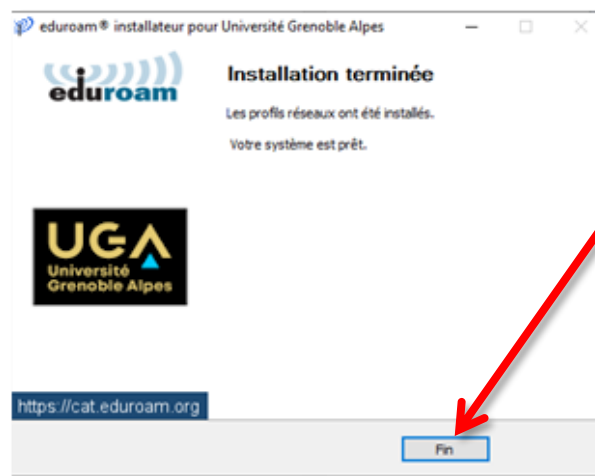 eduroam® installateur pour Université Grenoble Alpes
eduroam
Installation terminée
Les profils réseaux ont été installés.
Votre système est prêt.
UGA
Université
Grenoble Alpes
https://cat.eduroam.org
Fin